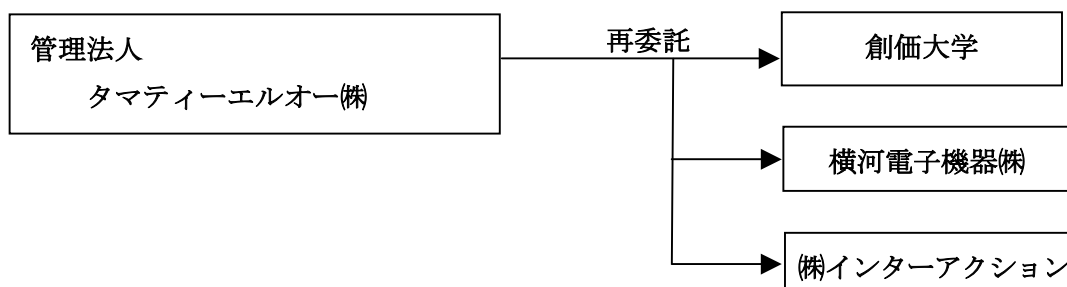 管理法人
タマティーエルオー㈱
再委託
創価大学
横河電子機器㈱
㈱インターアクション